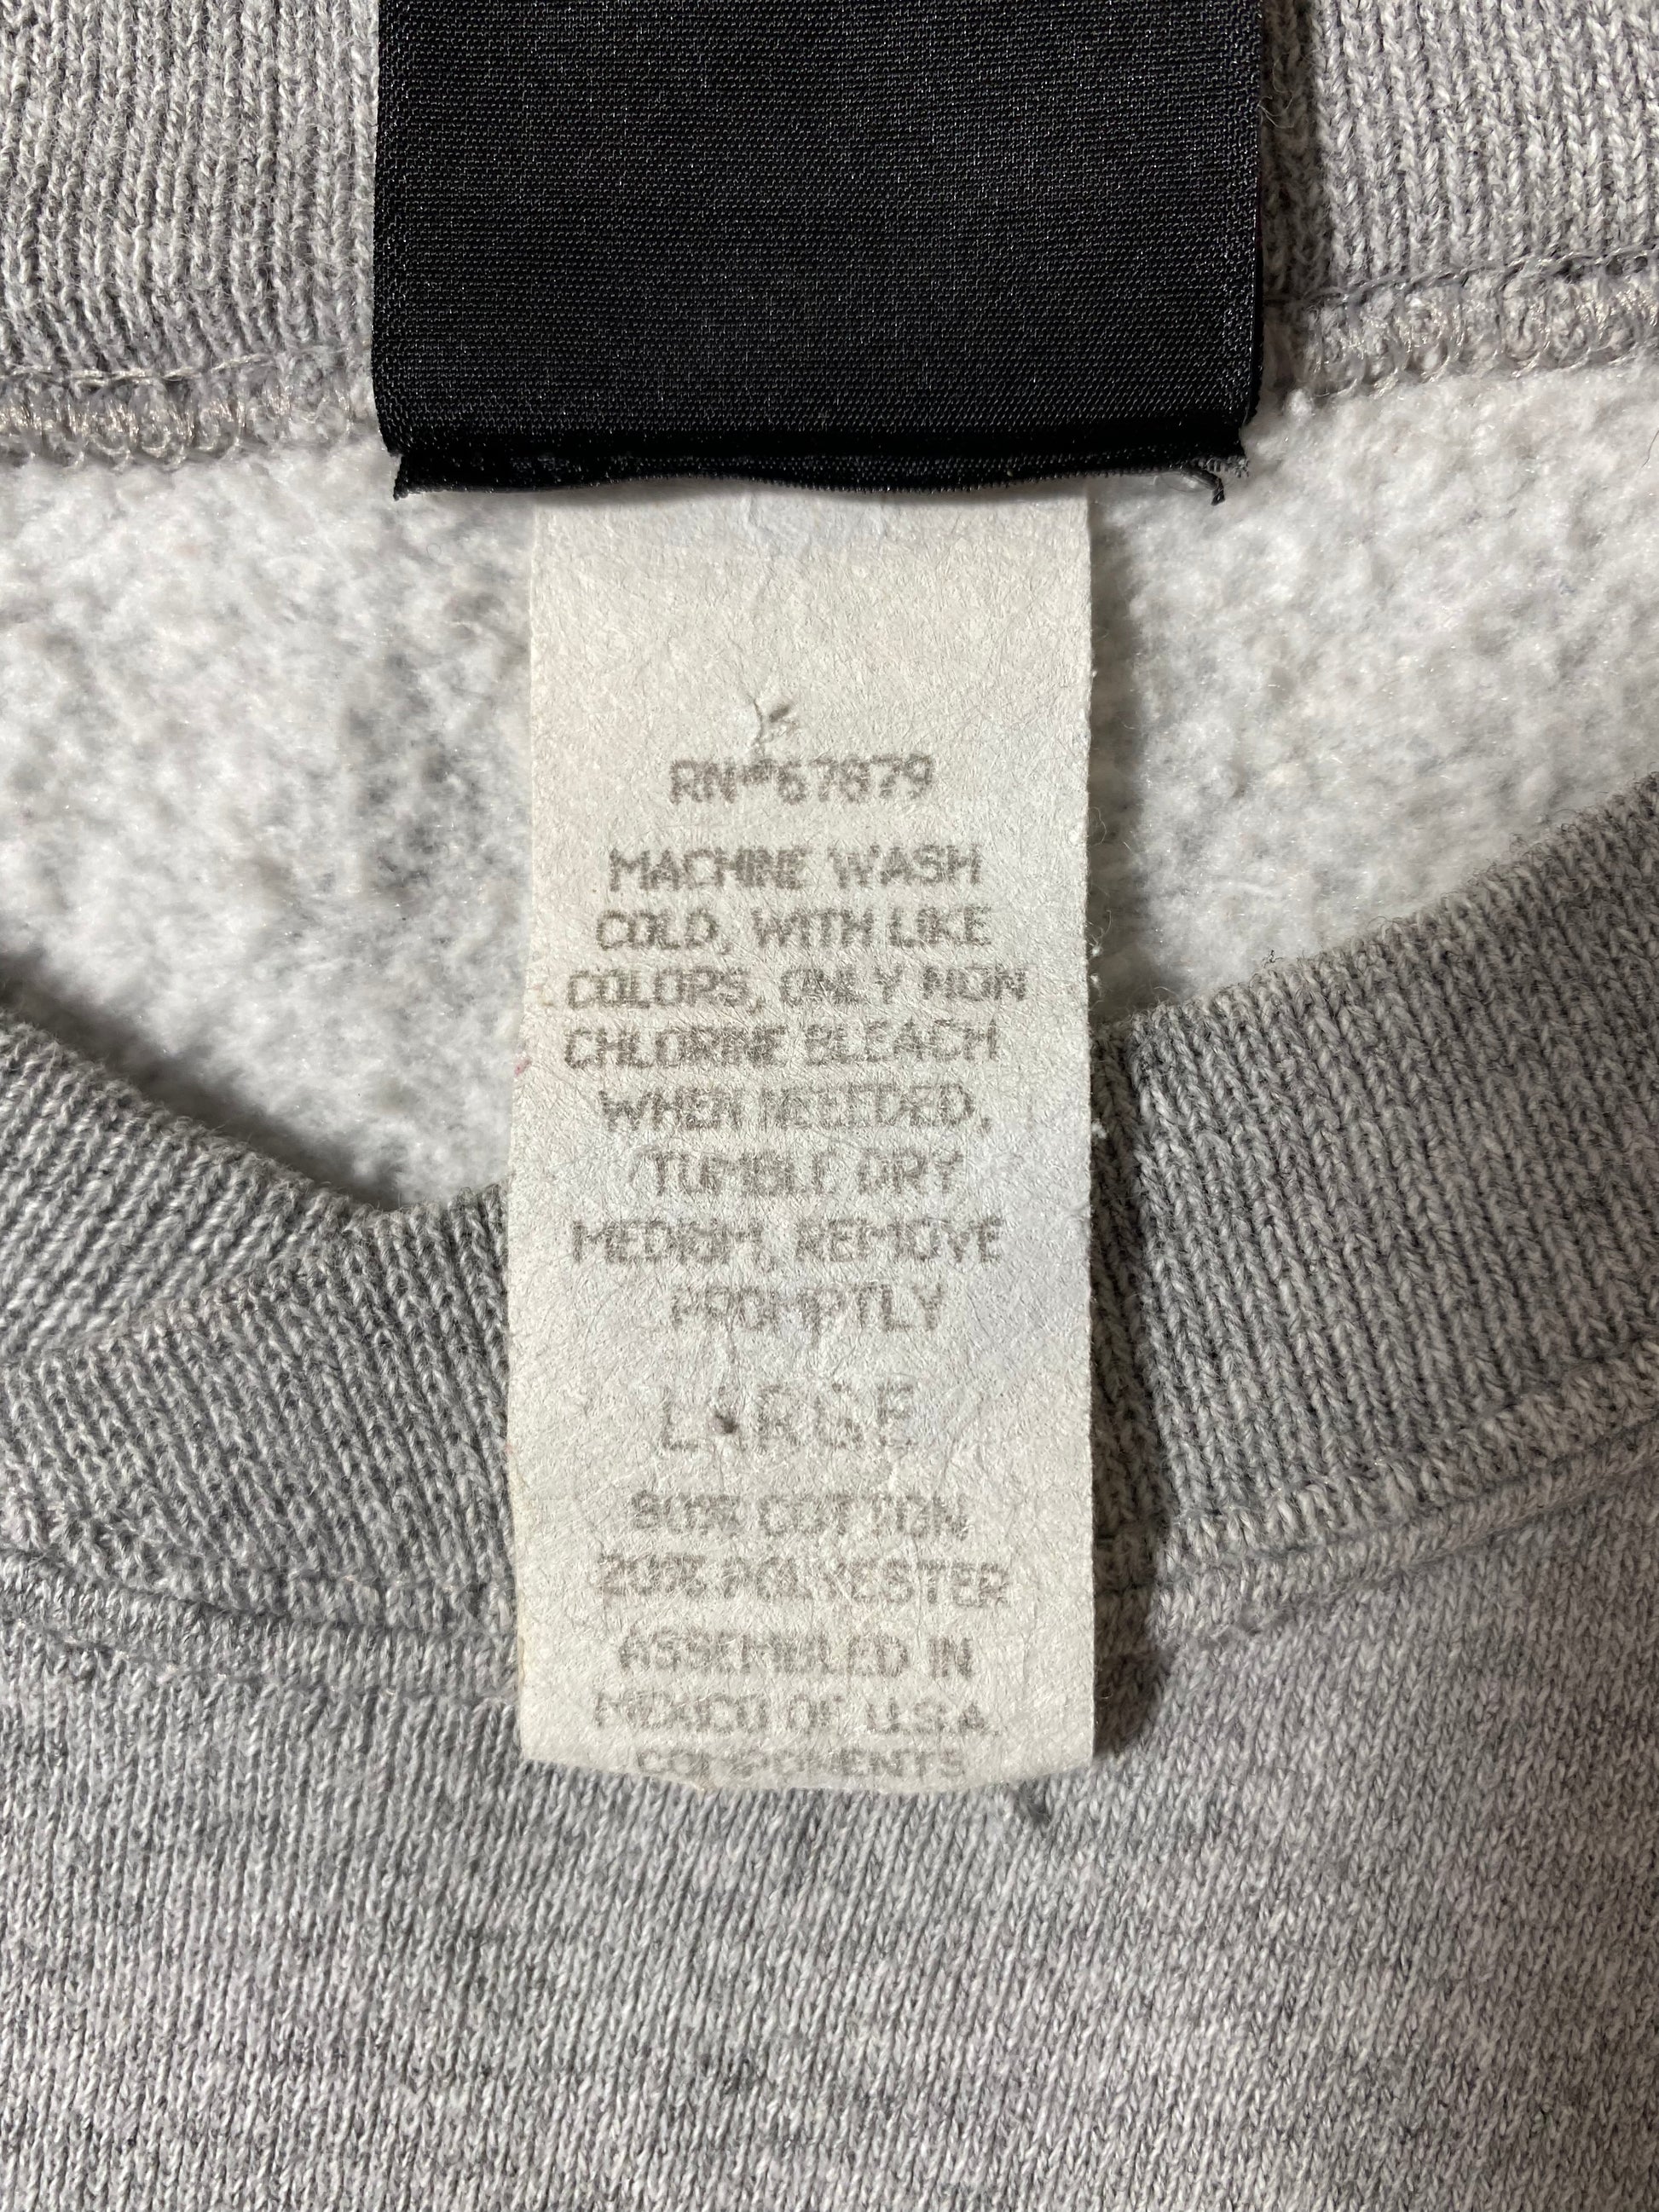 RN#67879
MACHINE WASH
COLD, WITH LIKE
COLORS, ONLY NON
CHLORINE BLEACH
WHEN NEEDED,
TUMBLE DRY
MEDIUM, REMOVE
PROMPTLY
LARGE
80% COTTON
20% POLYESTER
ASSEMBLED IN
MEXICO OF U.S.A.
COMPONENTS